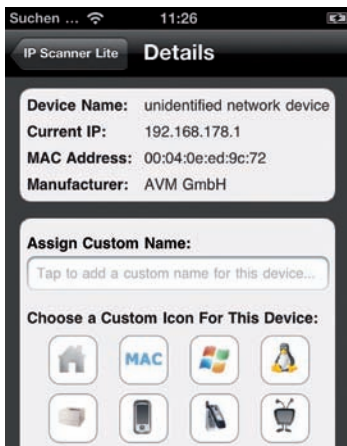 Suchen ... 11:26
IP Scanner Lite Details
Device Name: unidentified network device
Current IP: 192.168.178.1
MAC Address: 00:04:0e:ed:9c:72
Manufacturer: AVM GmbH
Assign Custom Name:
Tap to add a custom name for this device...
Choose a Custom Icon For This Device:
MAC